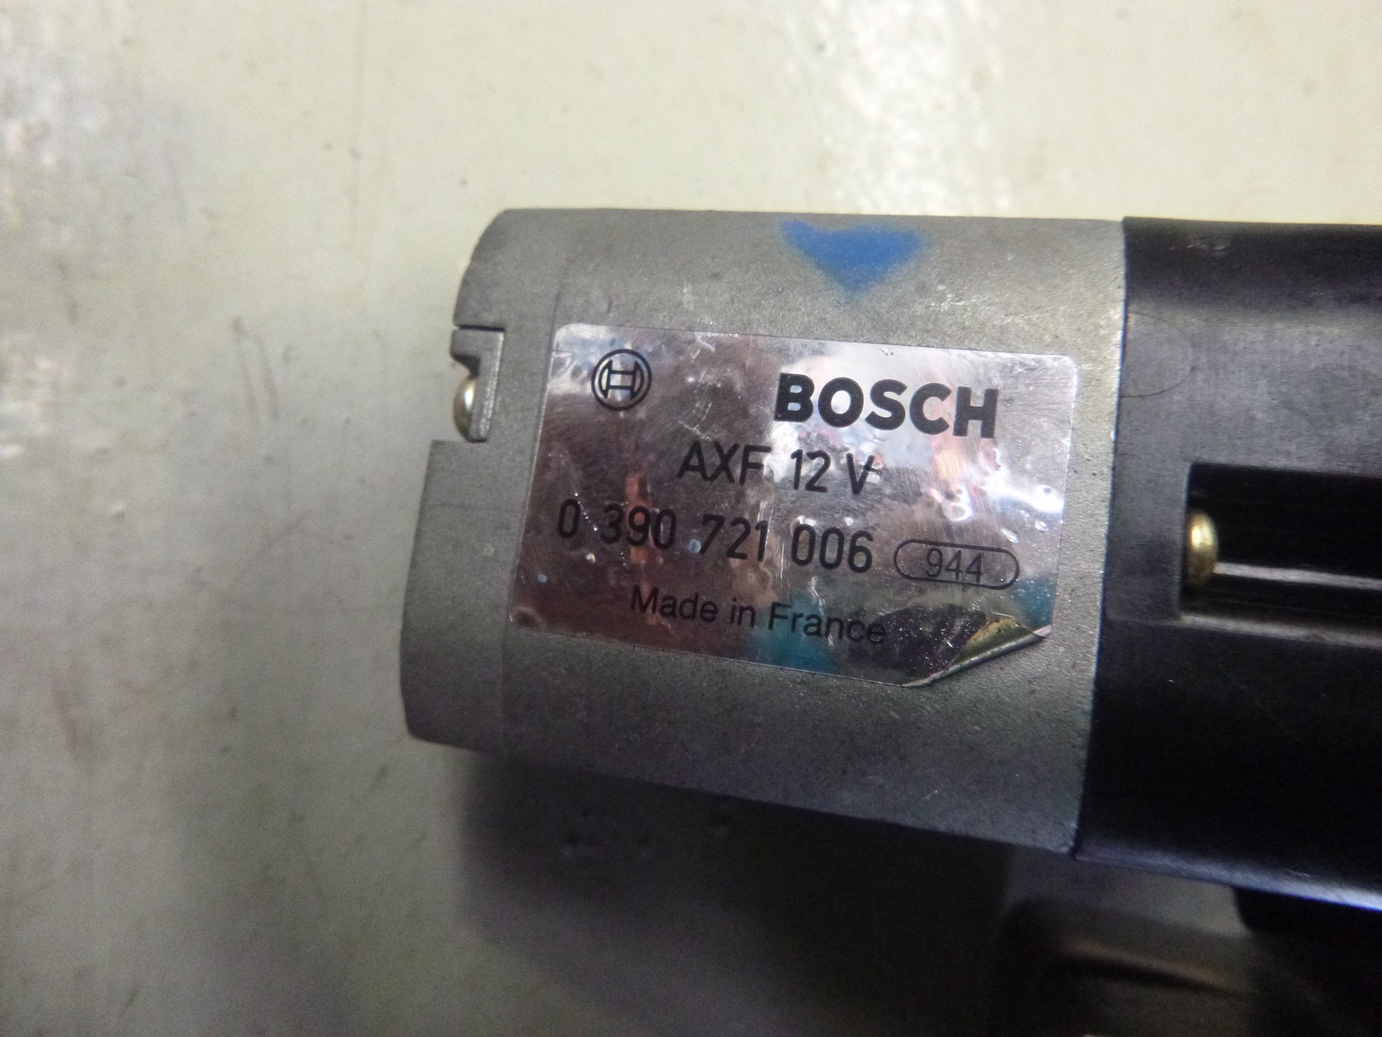 BOSCH
AXF 12 V
0 390 721 006 944
Made in France